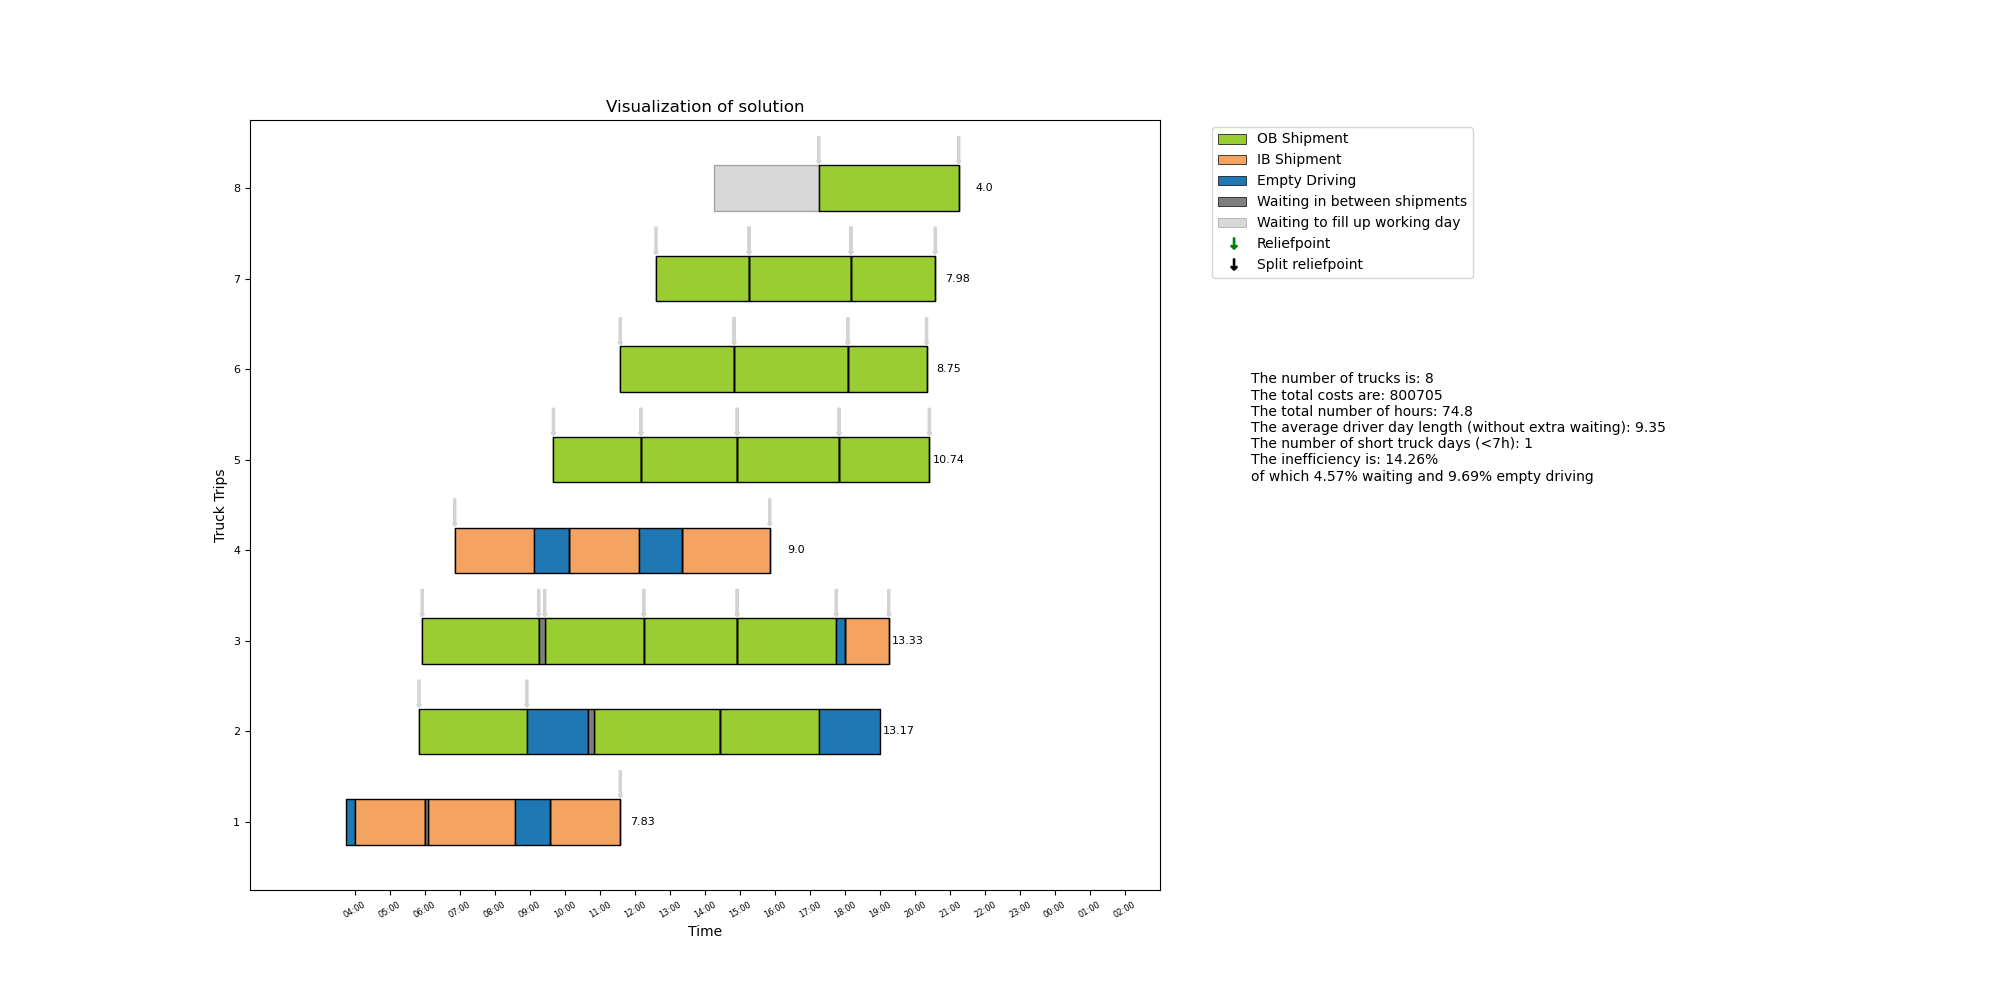 Visualization of solution
OB Shipment
IB Shipment
Empty Driving
Waiting in between shipments
Waiting to fill up working day
Reliefpoint
Split reliefpoint
8
4.0
7
7.98
6
8.75
5
10.74
4
9.0
3
13.33
2
13.17
1
7.83
Truck Trips
The number of trucks is: 8
The total costs are: 800705
The total number of hours: 74.8
The average driver day length (without extra waiting): 9.35
The number of short truck days (<7h): 1
The inefficiency is: 14.26%
of which 4.57% waiting and 9.69% empty driving
04:00 05:00 06:00 07:00 08:00 09:00 10:00 11:00 12:00 13:00 14:00 15:00 16:00 17:00 18:00 19:00 20:00 21:00 22:00 23:00 00:00 01:00 02:00
Time